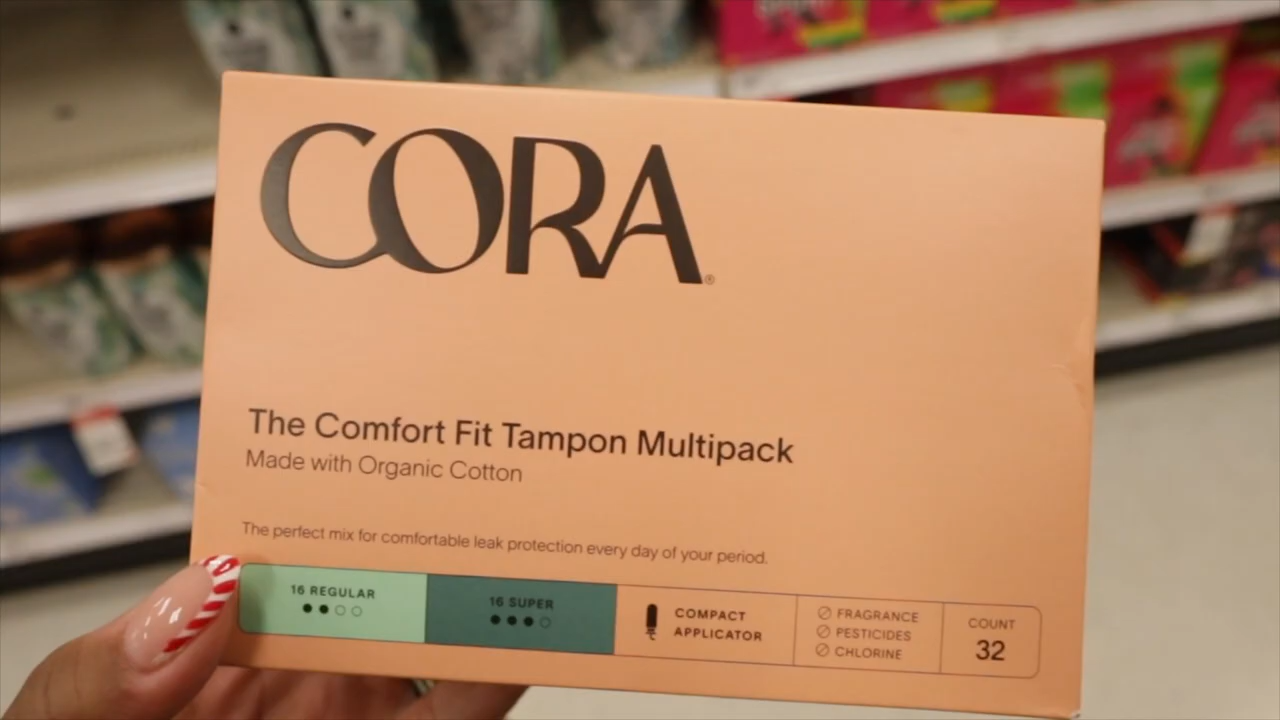 CORA®
The Comfort Fit Tampon Multipack
Made with Organic Cotton
The perfect mix for comfortable leak protection every day of your period.
16 REGULAR
16 SUPER
COMPACT
APPLICATOR
FRAGRANCE
PESTICIDES
CHLORINE
COUNT
32